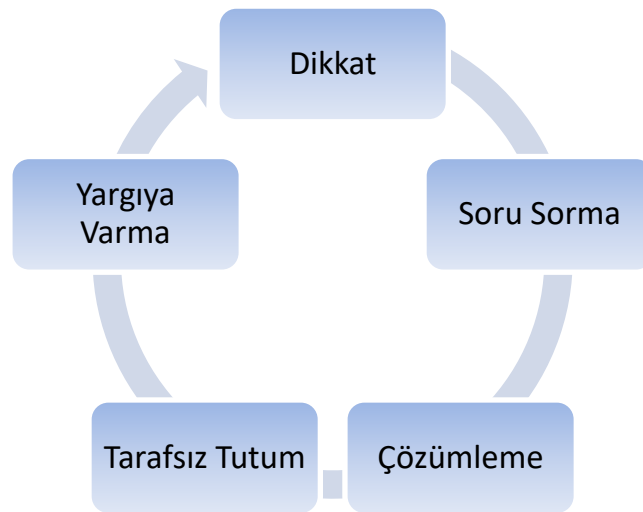 Dikkat
Soru Sorma
Çözümleme
Tarafsız Tutum
Yargıya
Varma